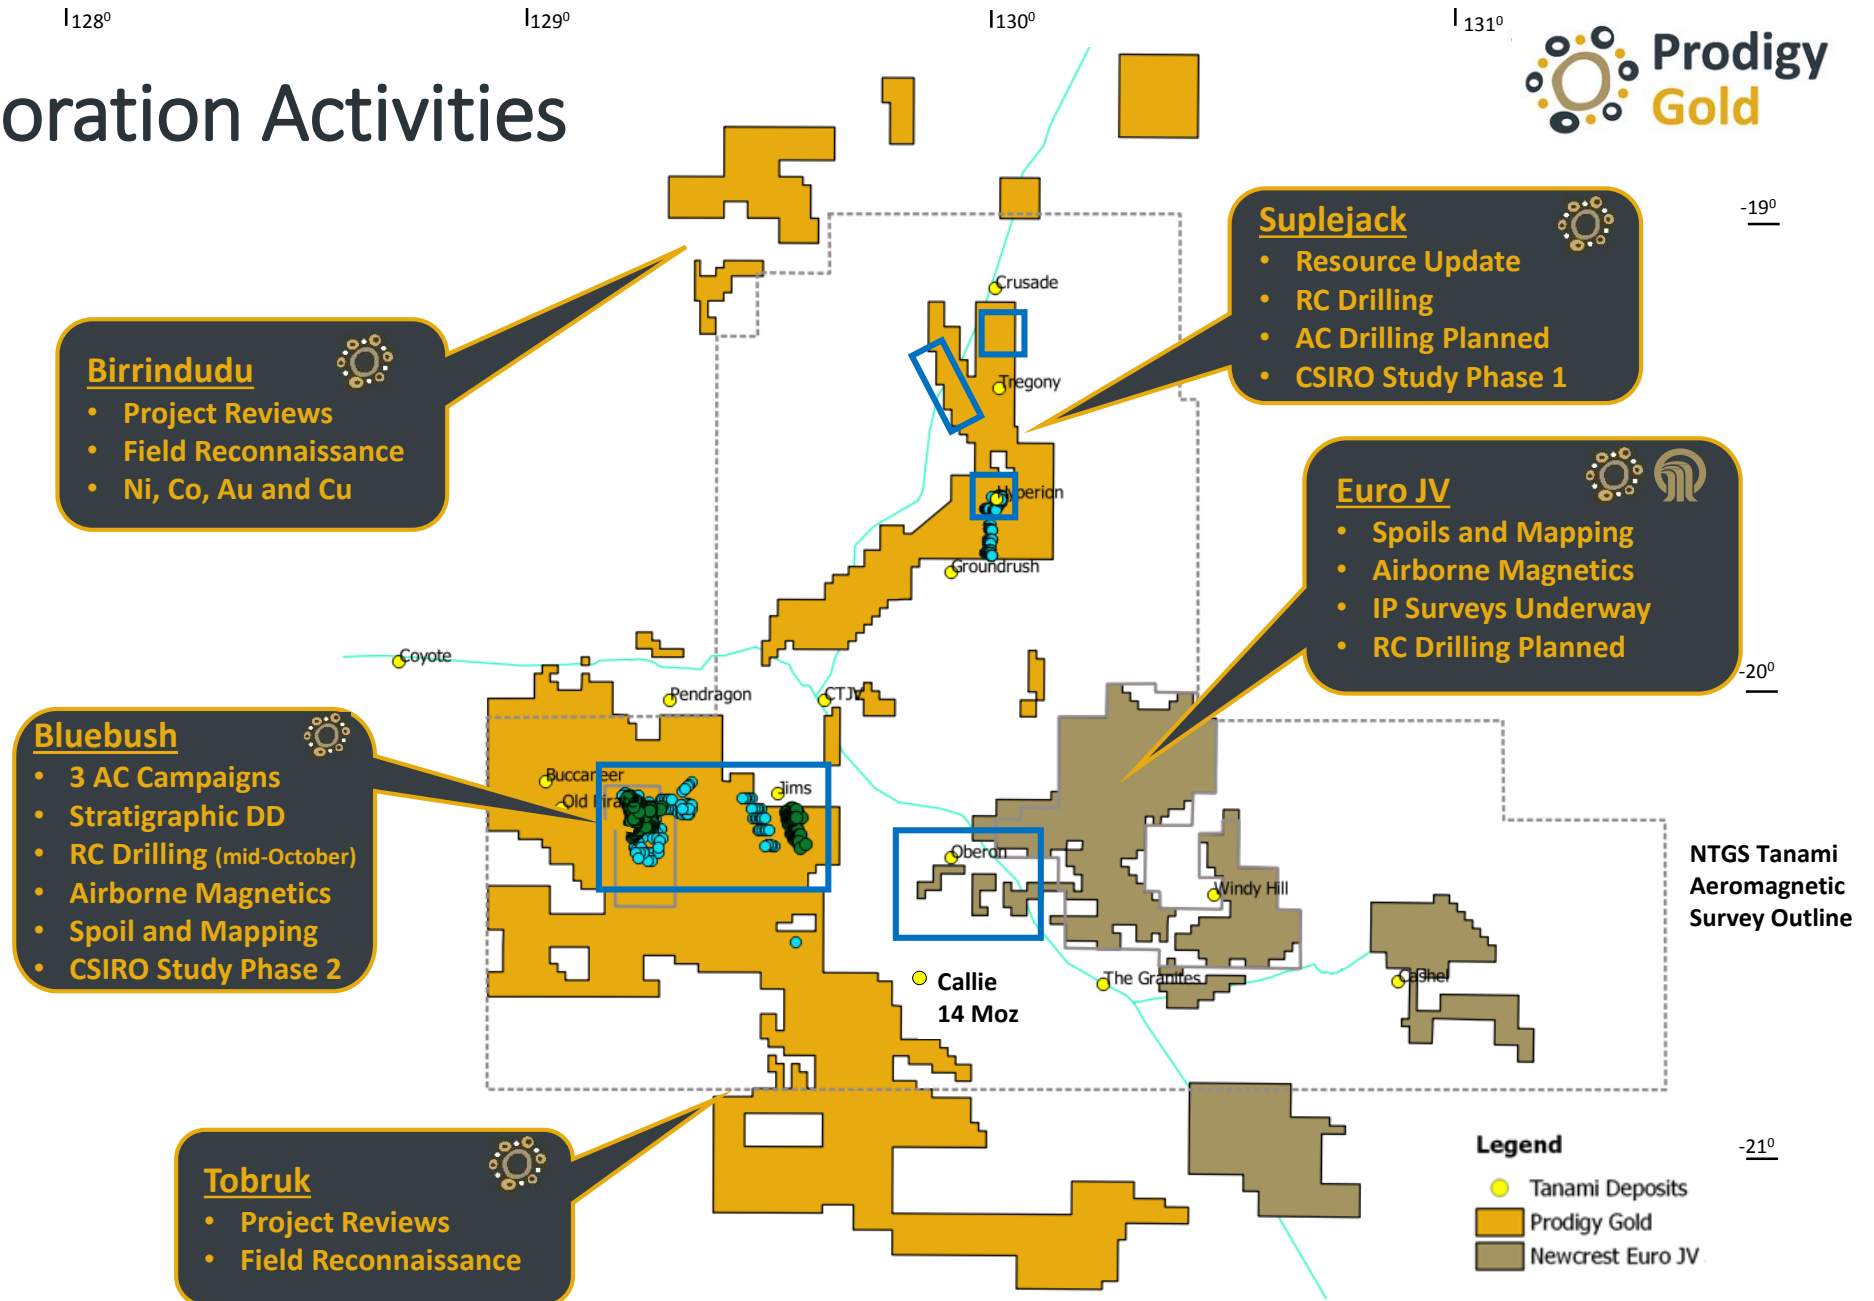 128⁰
129⁰
130⁰
131⁰
oration Activities
Prodigy
Gold
-19⁰
Suplejack
• Resource Update
• RC Drilling
• AC Drilling Planned
• CSIRO Study Phase 1
Crusade
Birrindudu
• Project Reviews
• Field Reconnaissance
• Ni, Co, Au and Cu
Tregony
Euro JV
• Spoils and Mapping
• Airborne Magnetics
• IP Surveys Underway
• RC Drilling Planned
Hyperion
Groundrush
Coyote
-20⁰
Pendragon
CTJV
Bluebush
• 3 AC Campaigns
• Stratigraphic DD
• RC Drilling (mid-October)
• Airborne Magnetics
• Spoil and Mapping
• CSIRO Study Phase 2
Buccaneer
Old Pirate
Jims
Oberon
Windy Hill
NTGS Tanami
Aeromagnetic
Survey Outline
Callie
14 Moz
The Granites
Cashel
Tobruk
• Project Reviews
• Field Reconnaissance
-21⁰
Legend
Tanami Deposits
Prodigy Gold
Newcrest Euro JV